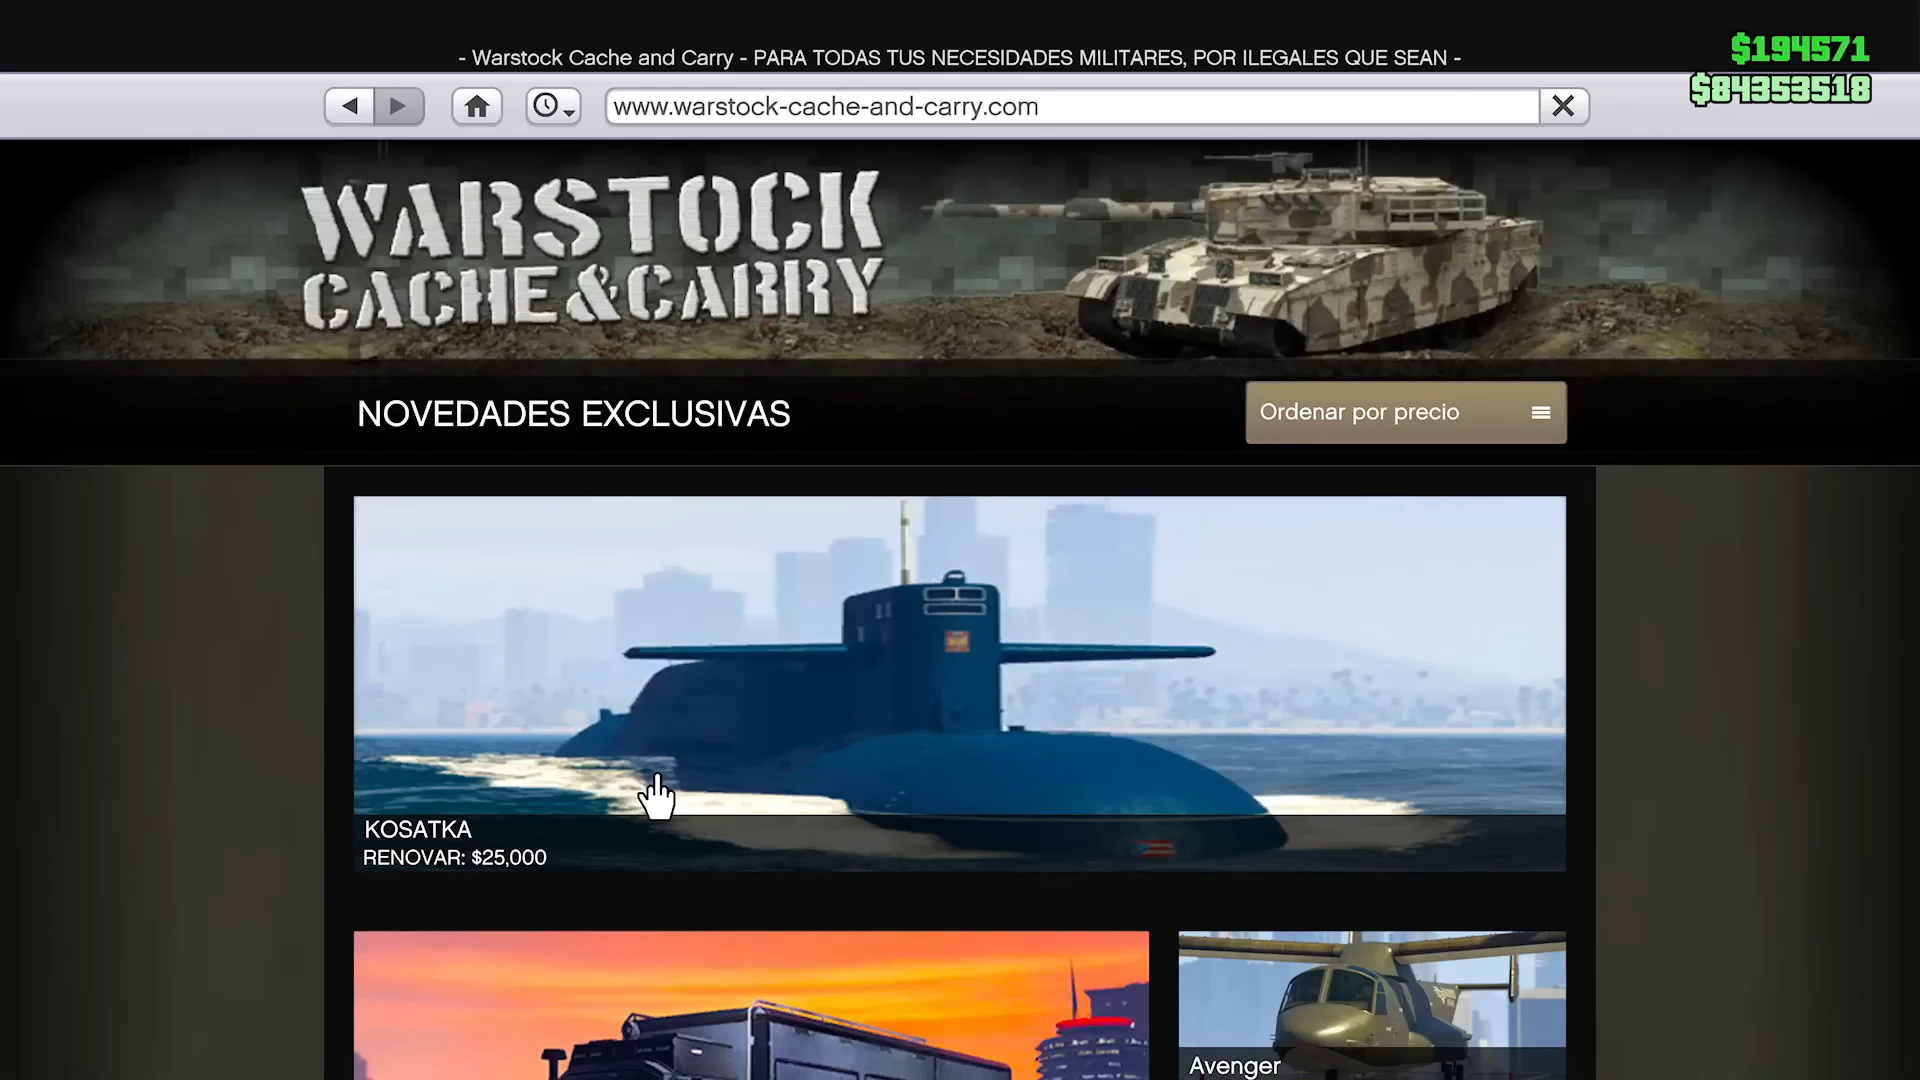 - Warstock Cache and Carry - PARA TODAS TUS NECESIDADES MILITARES, POR ILEGALES QUE SEAN -
$194571
$84353518
www.warstock-cache-and-carry.com
WARSTOCK
CACHE & CARRY
NOVEDADES EXCLUSIVAS
Ordenar por precio
KOSATKA
RENOVAR: $25,000
Avenger